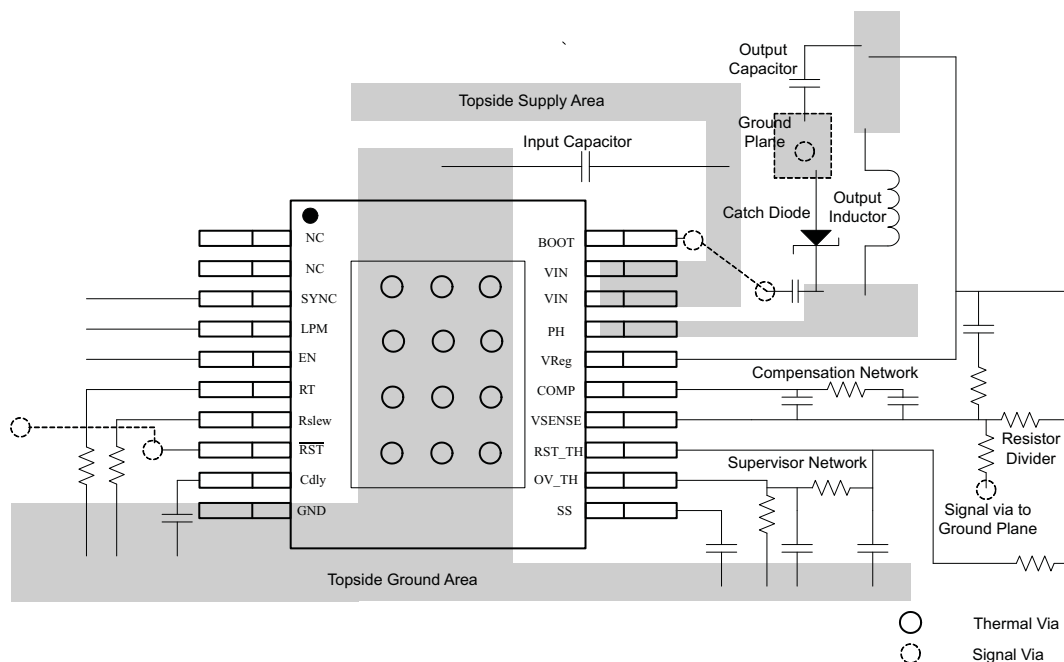 `
Output
Capacitor
Topside Supply Area
Ground
Plane
Input Capacitor
Catch Diode
Output
Inductor
NC
NC
SYNC
LPM
EN
RT
Rslew
RST
Cdly
GND
BOOT
VIN
VIN
PH
VReg
COMP
VSENSE
RST_TH
OV_TH
SS
Compensation Network
Resistor
Divider
Supervisor Network
Signal via to
Ground Plane
Topside Ground Area
Thermal Via
Signal Via